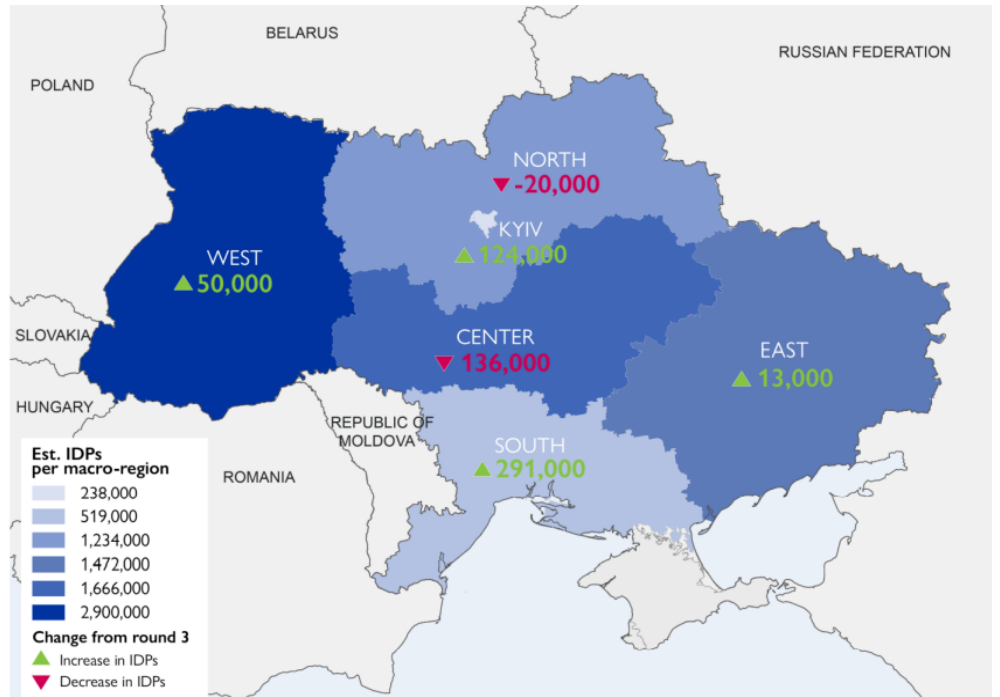 BELARUS
RUSSIAN FEDERATION
POLAND
NORTH
-20,000
KYIV
124,000
WEST
50,000
SLOVAKIA
CENTER
136,000
EAST
13,000
HUNGARY
REPUBLIC OF
MOLDOVA
SOUTH
291,000
ROMANIA
Est. IDPs
per macro-region
238,000
519,000
1,234,000
1,472,000
1,666,000
2,900,000
Change from round 3
Increase in IDPs
Decrease in IDPs